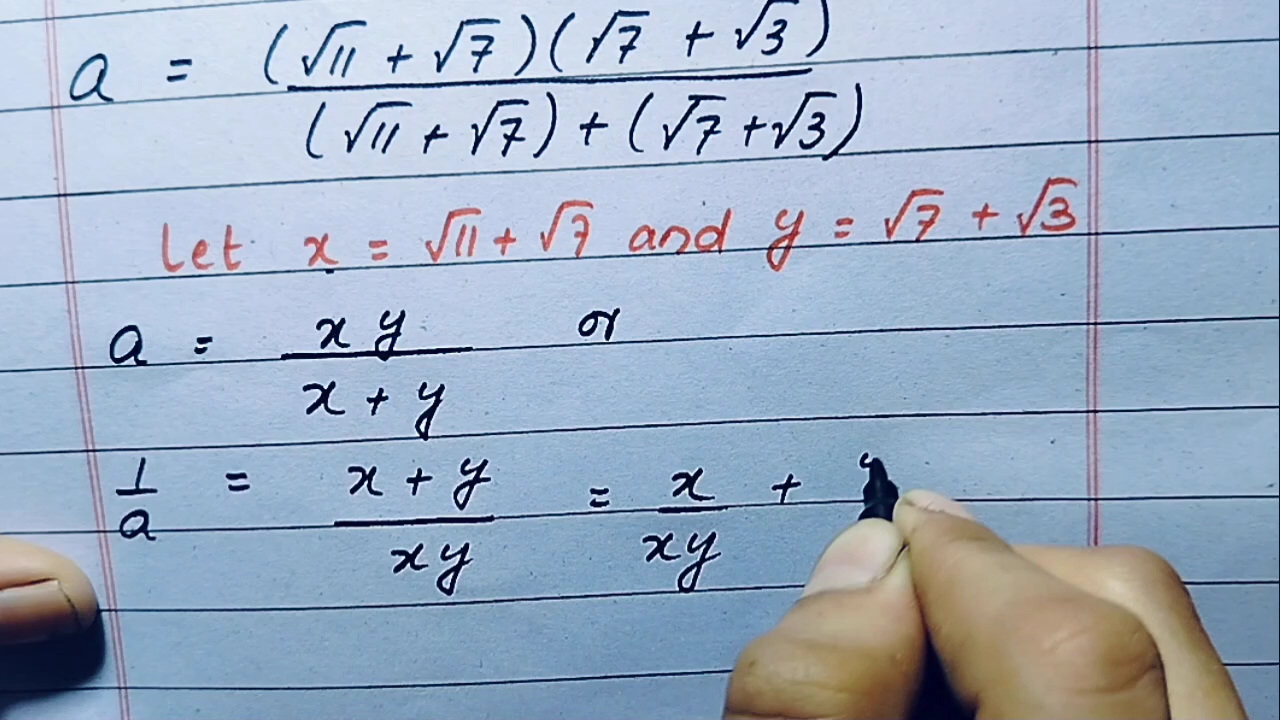 a = (√11 + √7)(√7 + √3)
(√11 + √7) + (√7 + √3)
Let x = √11 + √7 and y = √7 + √3
a = xy or
x + y
1 = x + y = x +
a xy xy